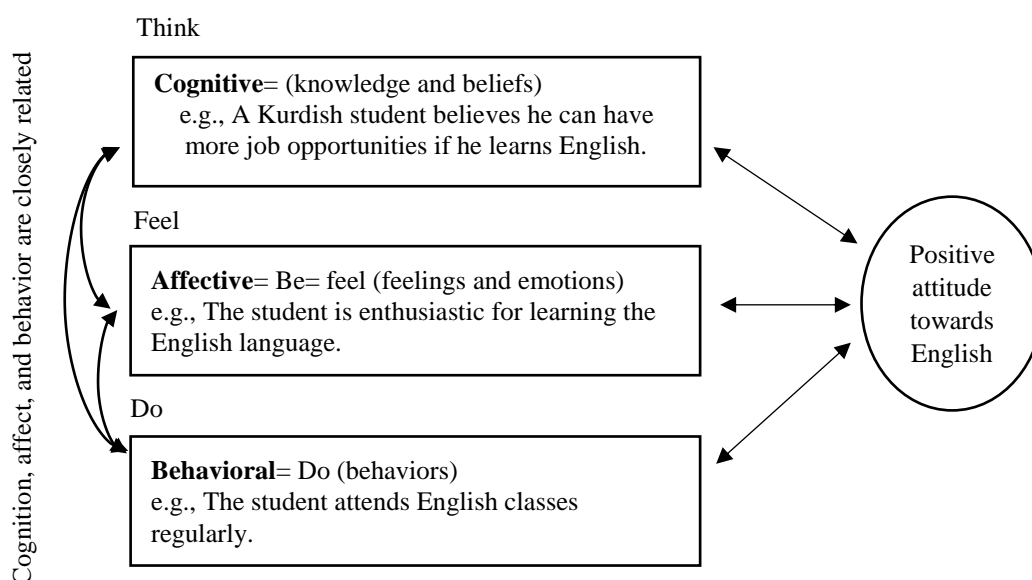 Cognition, affect, and behavior are closely related
Think
Cognitive= (knowledge and beliefs)
e.g., A Kurdish student believes he can have
more job opportunities if he learns English.
Feel
Affective= Be= feel (feelings and emotions)
e.g., The student is enthusiastic for learning the
English language.
Do
Behavioral= Do (behaviors)
e.g., The student attends English classes
regularly.
Positive
attitude
towards
English